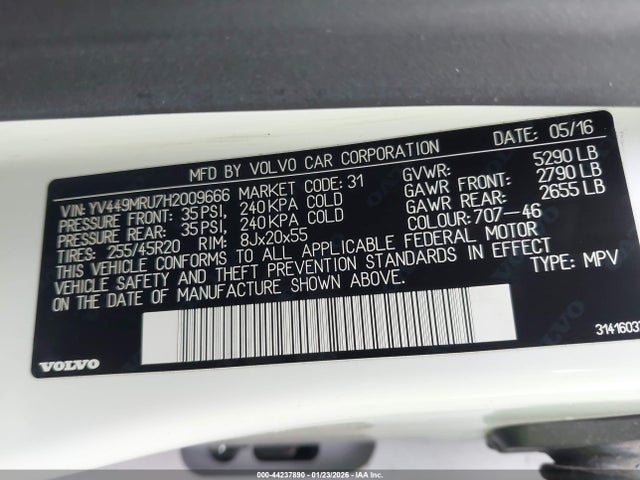 MFD BY VOLVO CAR CORPORATION
DATE: 05/16
VIN: YV449MRU7H2009666 MARKET CODE: 31
PRESSURE FRONT: 35PSI, 240KPA COLD
PRESSURE REAR: 35PSI, 240KPA COLD
TIRES: 255/45R20 RIM: 8Jx20x55
GVWR: 5290 LB
GAWR FRONT: 2790 LB
GAWR REAR: 2655 LB
COLOUR: 707-46
THIS VEHICLE CONFORMS TO ALL APPLICABLE FEDERAL MOTOR
VEHICLE SAFETY AND THEFT PREVENTION STANDARDS IN EFFECT
ON THE DATE OF MANUFACTURE SHOWN ABOVE.
TYPE: MPV
VOLVO
000-44237890 - 01/23/2026 - IAAI.COM